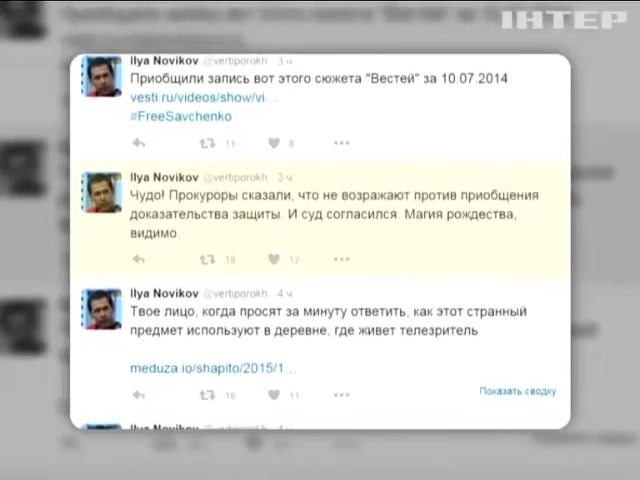 ІНТЕР
Ilya Novikov @vertiporokh 3 ч
Приобщили запись вот этого сюжета "Вестей" за 10.07.2014
vesti.ru/videos/show/vi...
#FreeSavchenko
11 8
Ilya Novikov @vertiporokh 3 ч
Чудо! Прокуроры сказали, что не возражают против приобщения
доказательства защиты. И суд согласился. Магия рождества,
видимо.
18 12
Ilya Novikov @vertiporokh 4 ч
Твое лицо, когда просят за минуту ответить, как этот странный
предмет используют в деревне, где живет телезритель
meduza.io/shapito/2015/1...
16 11
Показать сводку
Ilya Novikov